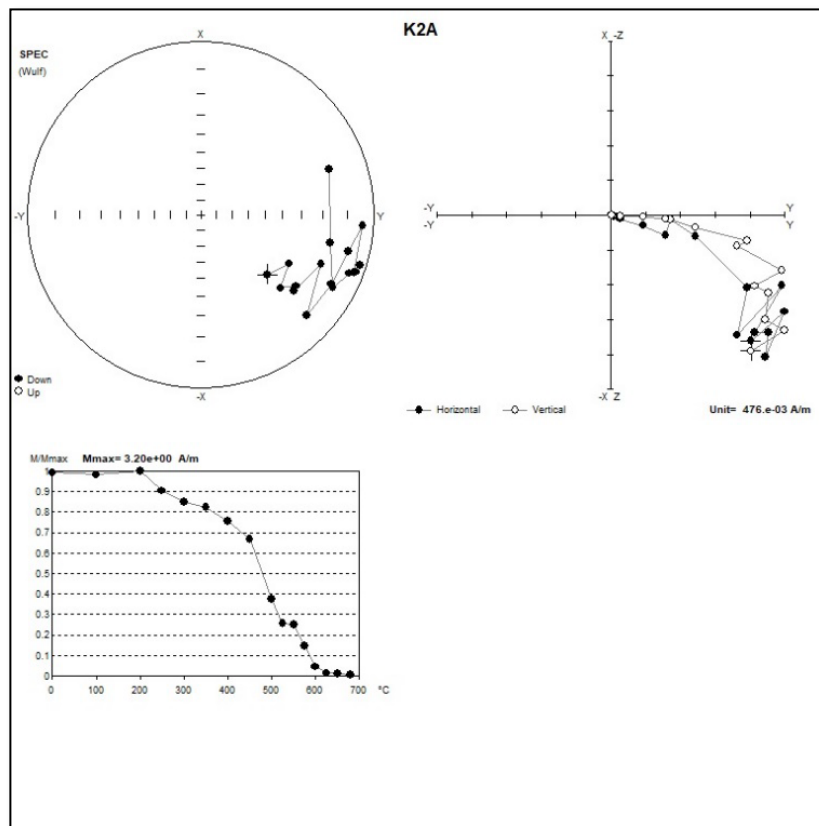 K2A
SPEC
(Wulf)
X
-Y
Y
-X
Down
Up
X -Z
-Y
-Y
Y
Y
-X Z
Horizontal
Vertical
Unit= 476.e-03 A/m
M/Mmax
Mmax= 3.20e+00 A/m
1
0.9
0.8
0.7
0.6
0.5
0.4
0.3
0.2
0.1
0
0 100 200 300 400 500 600 700 °C